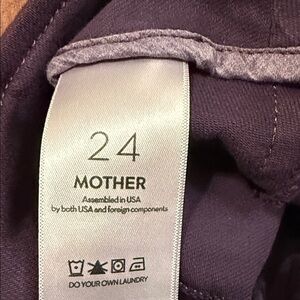 24
MOTHER
Assembled in USA
by both USA and foreign components
DO YOUR OWN LAUNDRY